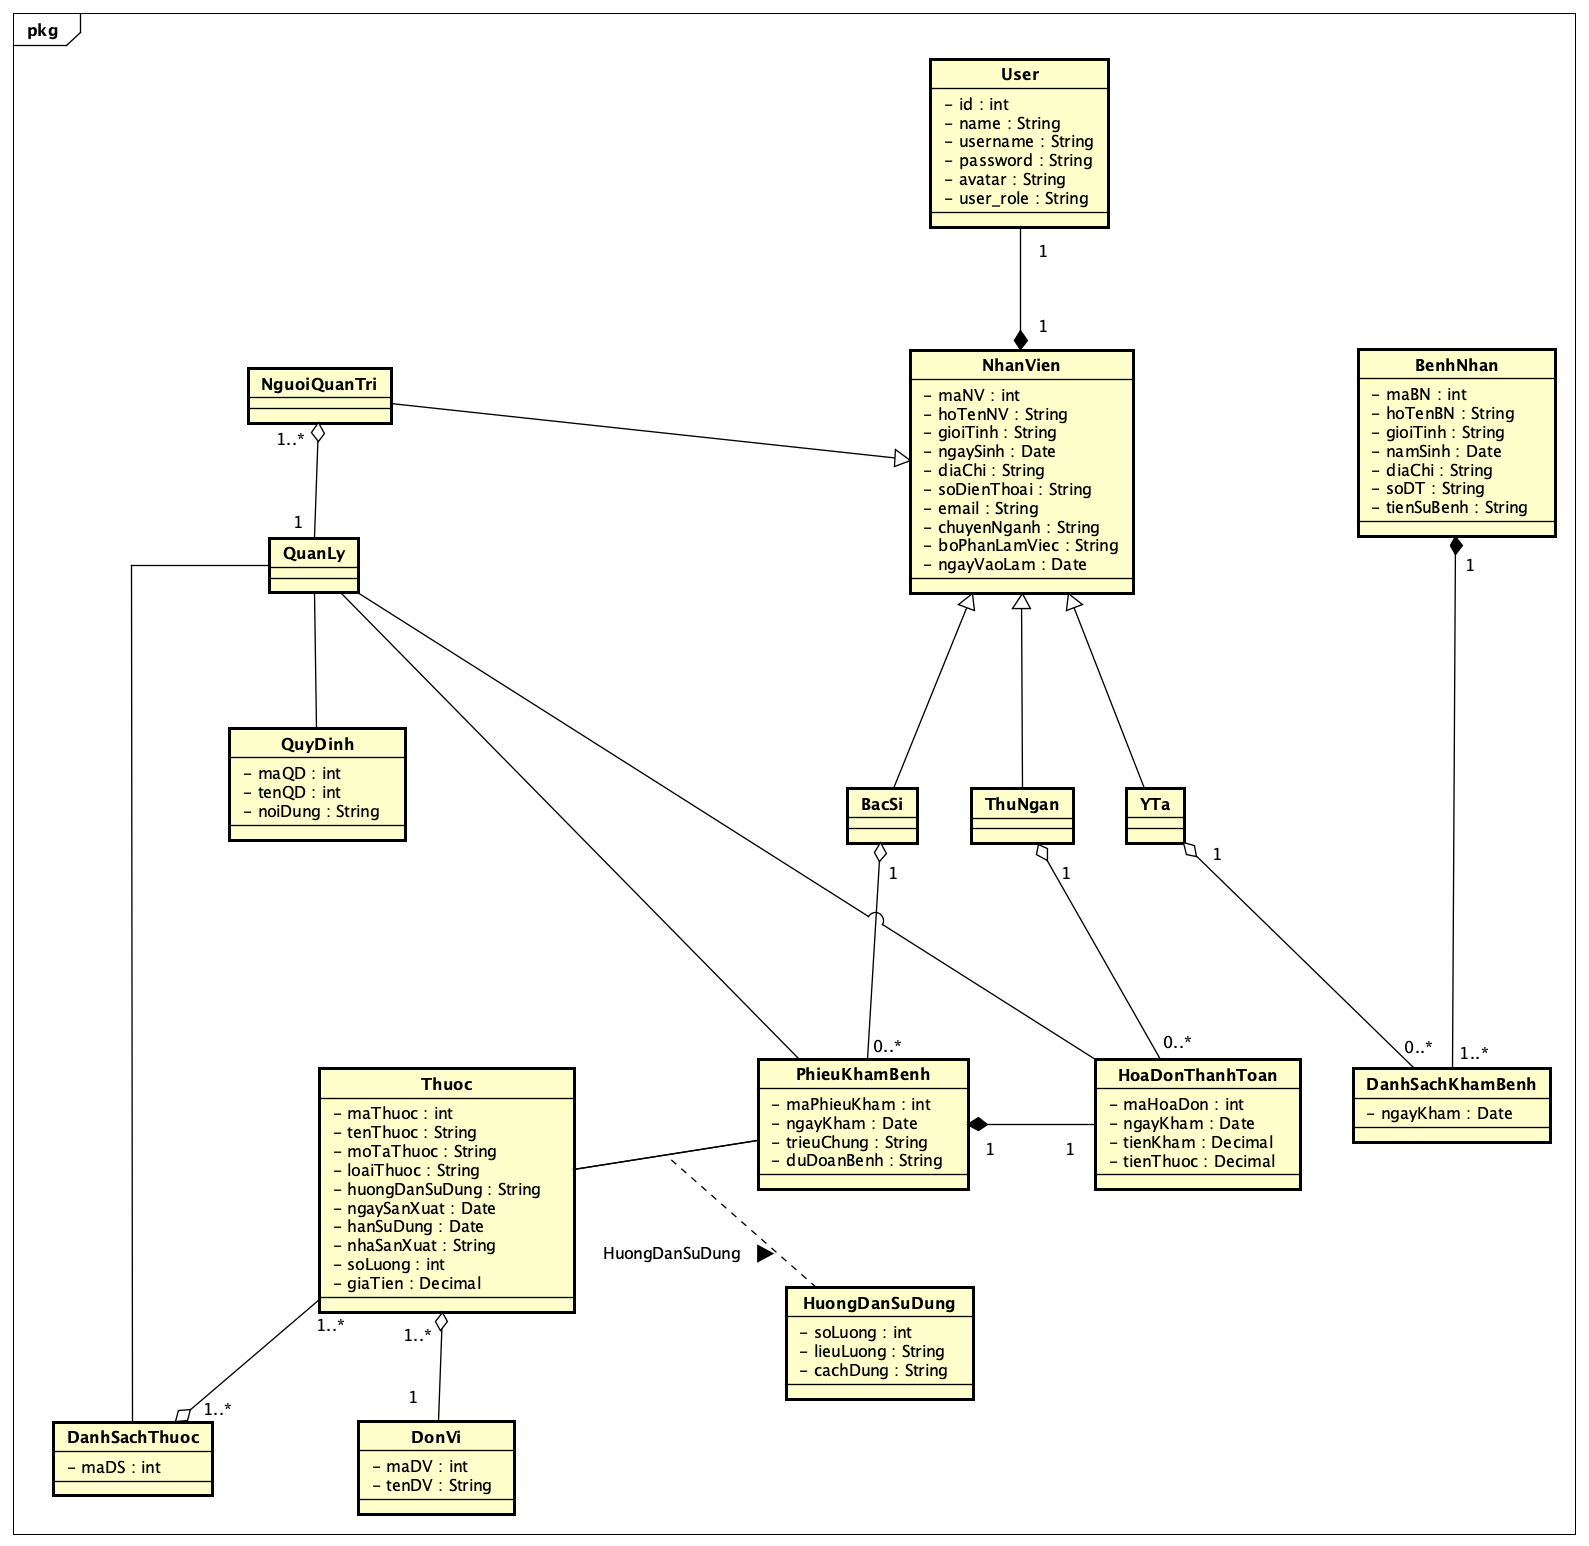 pkg
User
- id : int
- name : String
- username : String
- password : String
- avatar : String
- user_role : String
1
1
NguoiQuanTri
1..*
1
QuanLy
NhanVien
- maNV : int
- hoTenNV : String
- gioiTinh : String
- ngaySinh : Date
- diaChi : String
- soDienThoai : String
- email : String
- chuyenNganh : String
- boPhanLamViec : String
- ngayVaoLam : Date
BenhNhan
- maBN : int
- hoTenBN : String
- gioiTinh : String
- namSinh : Date
- diaChi : String
- soDT : String
- tienSuBenh : String
1
QuyDinh
- maQD : int
- tenQD : int
- noiDung : String
BacSi
1
ThuNgan
1
YTa
1
0..*
0..*
0..*
1..*
Thuoc
- maThuoc : int
- tenThuoc : String
- moTaThuoc : String
- loaiThuoc : String
- huongDanSuDung : String
- ngaySanXuat : Date
- hanSuDung : Date
- nhaSanXuat : String
- soLuong : int
- giaTien : Decimal
PhieuKhamBenh
- maPhieuKham : int
- ngayKham : Date
- trieuChung : String
- duDoanBenh : String
1
1
HoaDonThanhToan
- maHoaDon : int
- ngayKham : Date
- tienKham : Decimal
- tienThuoc : Decimal
DanhSachKhamBenh
- ngayKham : Date
HuongDanSuDung
HuongDanSuDung
- soLuong : int
- lieuLuong : String
- cachDung : String
1..*
1..*
1..*
1
DanhSachThuoc
- maDS : int
DonVi
- maDV : int
- tenDV : String